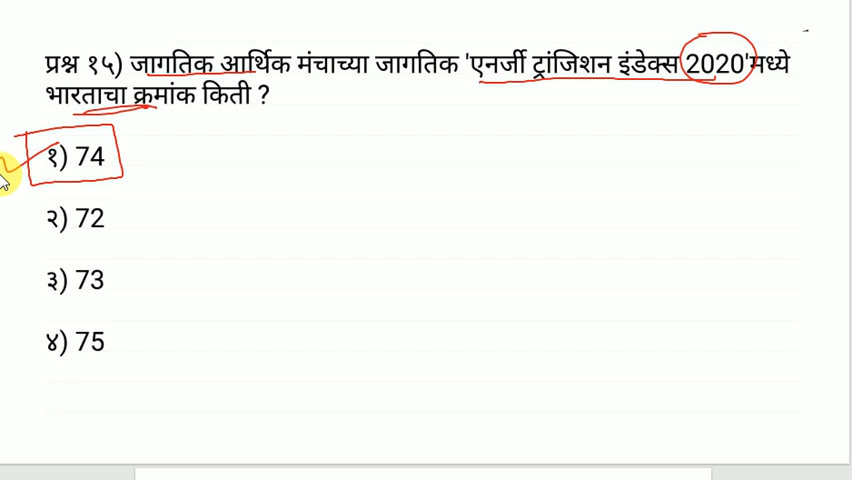 प्रश्न १५) जागतिक आर्थिक मंचाच्या जागतिक 'एनर्जी ट्रांजिशन इंडेक्स 2020'मध्ये
भारताचा क्रमांक किती ?
१) 74
२) 72
३) 73
४) 75